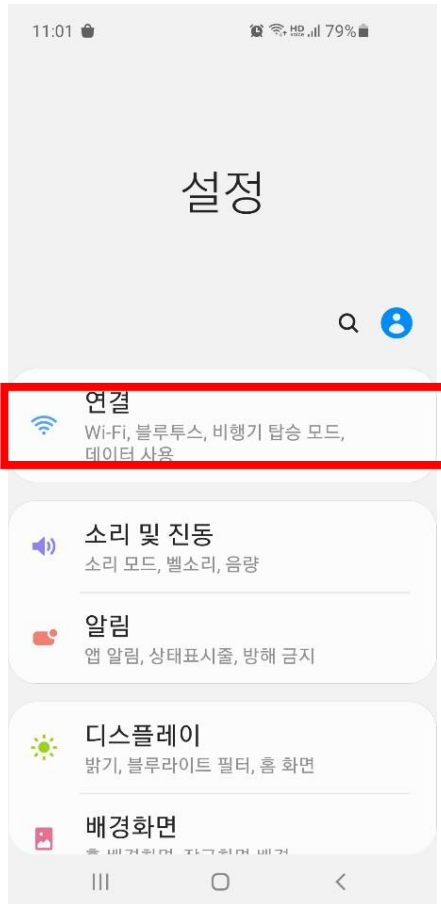 11:01 HD voice 79%
설정
연결
Wi-Fi, 블루투스, 비행기 탑승 모드,
데이터 사용
소리 및 진동
소리 모드, 벨소리, 음량
알림
앱 알림, 상태표시줄, 방해 금지
디스플레이
밝기, 블루라이트 필터, 홈 화면
배경화면